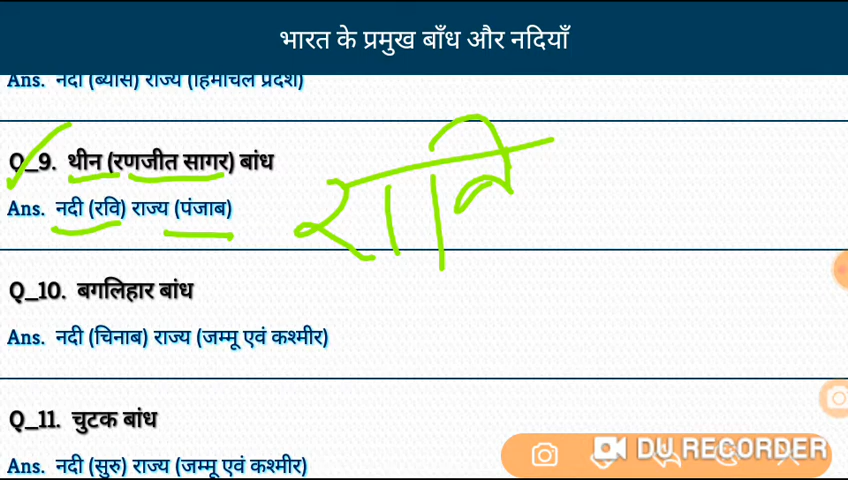 भारत के प्रमुख बाँध और नदियाँ
Ans. नदी (ब्यास) राज्य (हिमाचल प्रदेश)
Q_9. थीन (रणजीत सागर) बांध
रावि
Ans. नदी (रवि) राज्य (पंजाब)
Q_10. बगलिहार बांध
Ans. नदी (चिनाब) राज्य (जम्मू एवं कश्मीर)
Q_11. चुटक बांध
Ans. नदी (सुरु) राज्य (जम्मू एवं कश्मीर)
DU RECORDER